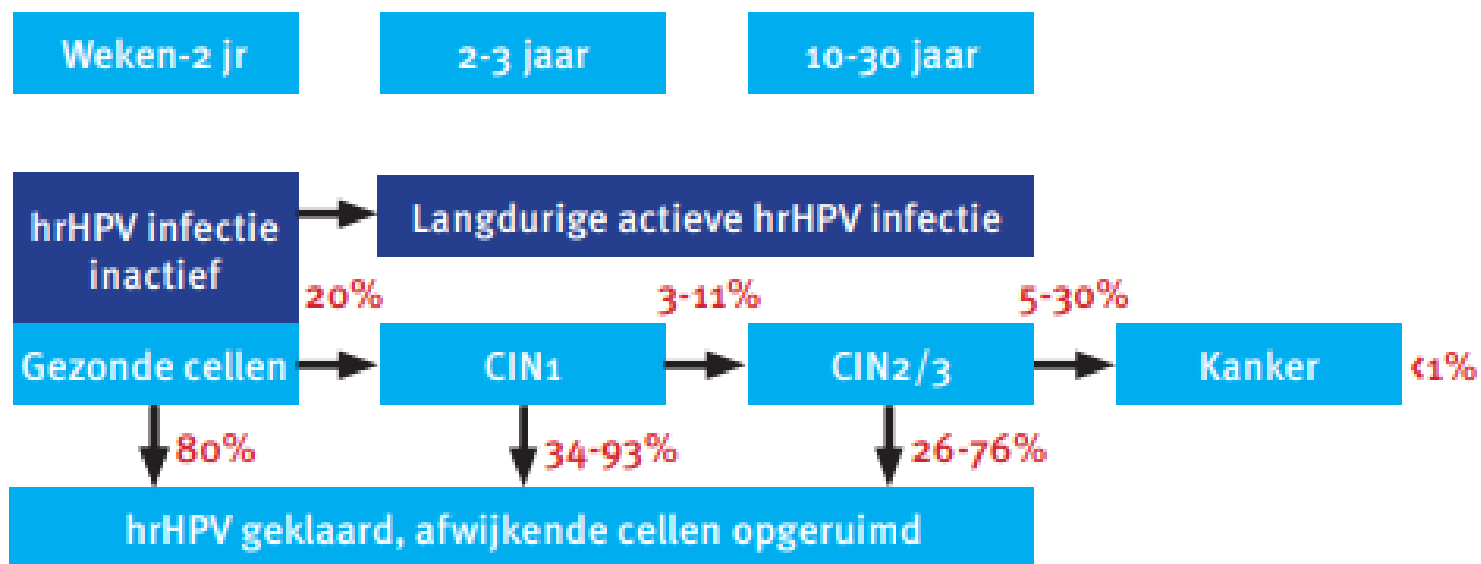 Weken-2 jr
2-3 jaar
10-30 jaar
hrHPV infectie
inactief
Langdurige actieve hrHPV infectie
20%
3-11%
5-30%
Gezonde cellen
CIN1
CIN2/3
Kanker
<1%
80%
34-93%
26-76%
hrHPV geklaard, afwijkende cellen opgeruimd